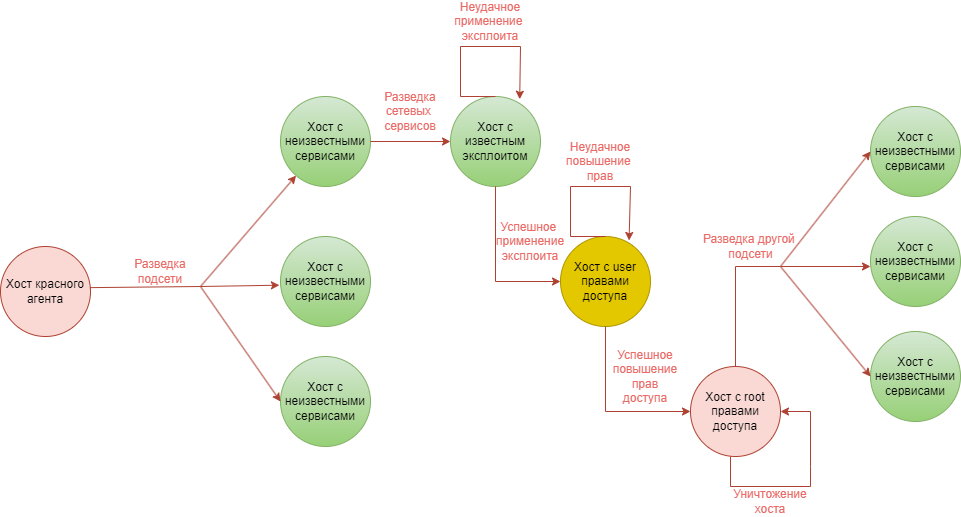 Хост красного
агента
Разведка
подсети
Хост с
неизвестными
сервисами
Хост с
неизвестными
сервисами
Хост с
неизвестными
сервисами
Разведка
сетевых
сервисов
Неудачное
применение
эксплоита
Хост с
известным
эксплоитом
Успешное
применение
эксплоита
Неудачное
повышение
прав
Хост с user
правами
доступа
Успешное
повышение
прав
доступа
Хост с root
правами
доступа
Уничтожение
хоста
Разведка другой
подсети
Хост с
неизвестными
сервисами
Хост с
неизвестными
сервисами
Хост с
неизвестными
сервисами